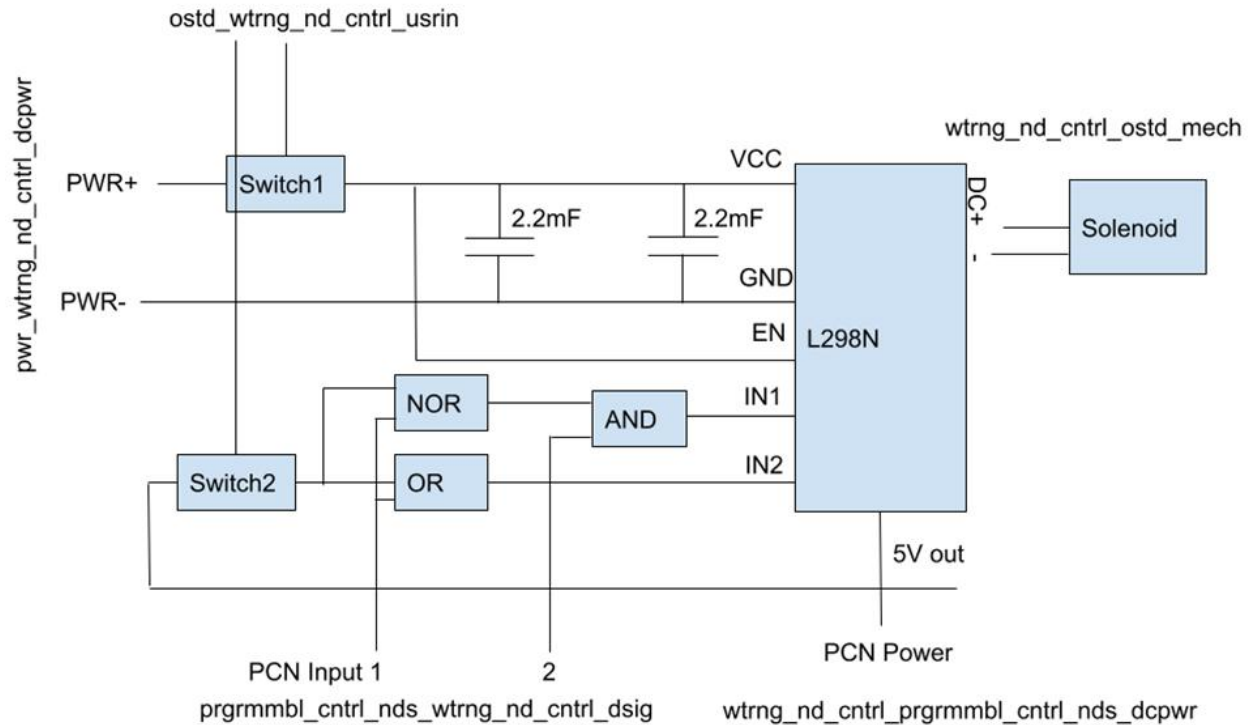 ostd_wtrng_nd_cntrl_usrin
pwr_wtrng_nd_cntrl_dcpwr
wtrng_nd_cntrl_ostd_mech
PWR+
Switch1
VCC
DC+
-
2.2mF
2.2mF
Solenoid
GND
PWR-
EN
L298N
NOR
AND
IN1
Switch2
OR
IN2
5V out
PCN Input 1
2
PCN Power
prgrmmbl_cntrl_nds_wtrng_nd_cntrl_dsig
wtrng_nd_cntrl_prgrmmbl_cntrl_nds_dcpwr